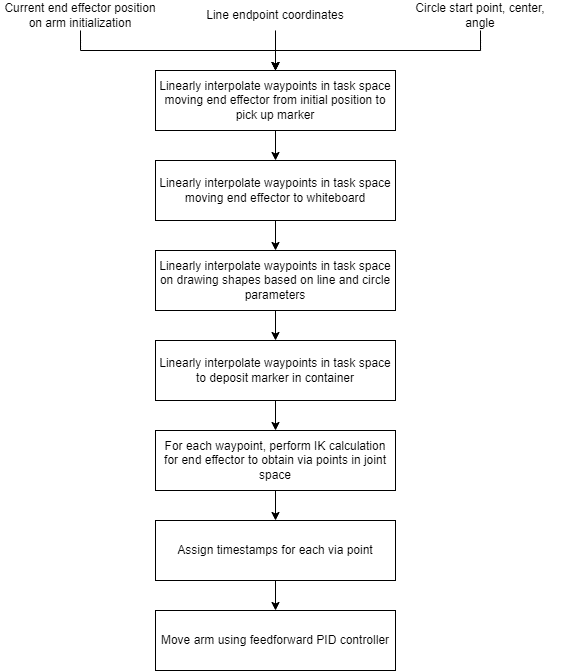 Current end effector position
on arm initialization
Line endpoint coordinates
Circle start point, center,
angle
Linearly interpolate waypoints in task space
moving end effector from initial position to
pick up marker
Linearly interpolate waypoints in task space
moving end effector to whiteboard
Linearly interpolate waypoints in task space
on drawing shapes based on line and circle
parameters
Linearly interpolate waypoints in task space
to deposit marker in container
For each waypoint, perform IK calculation
for end effector to obtain via points in joint
space
Assign timestamps for each via point
Move arm using feedforward PID controller